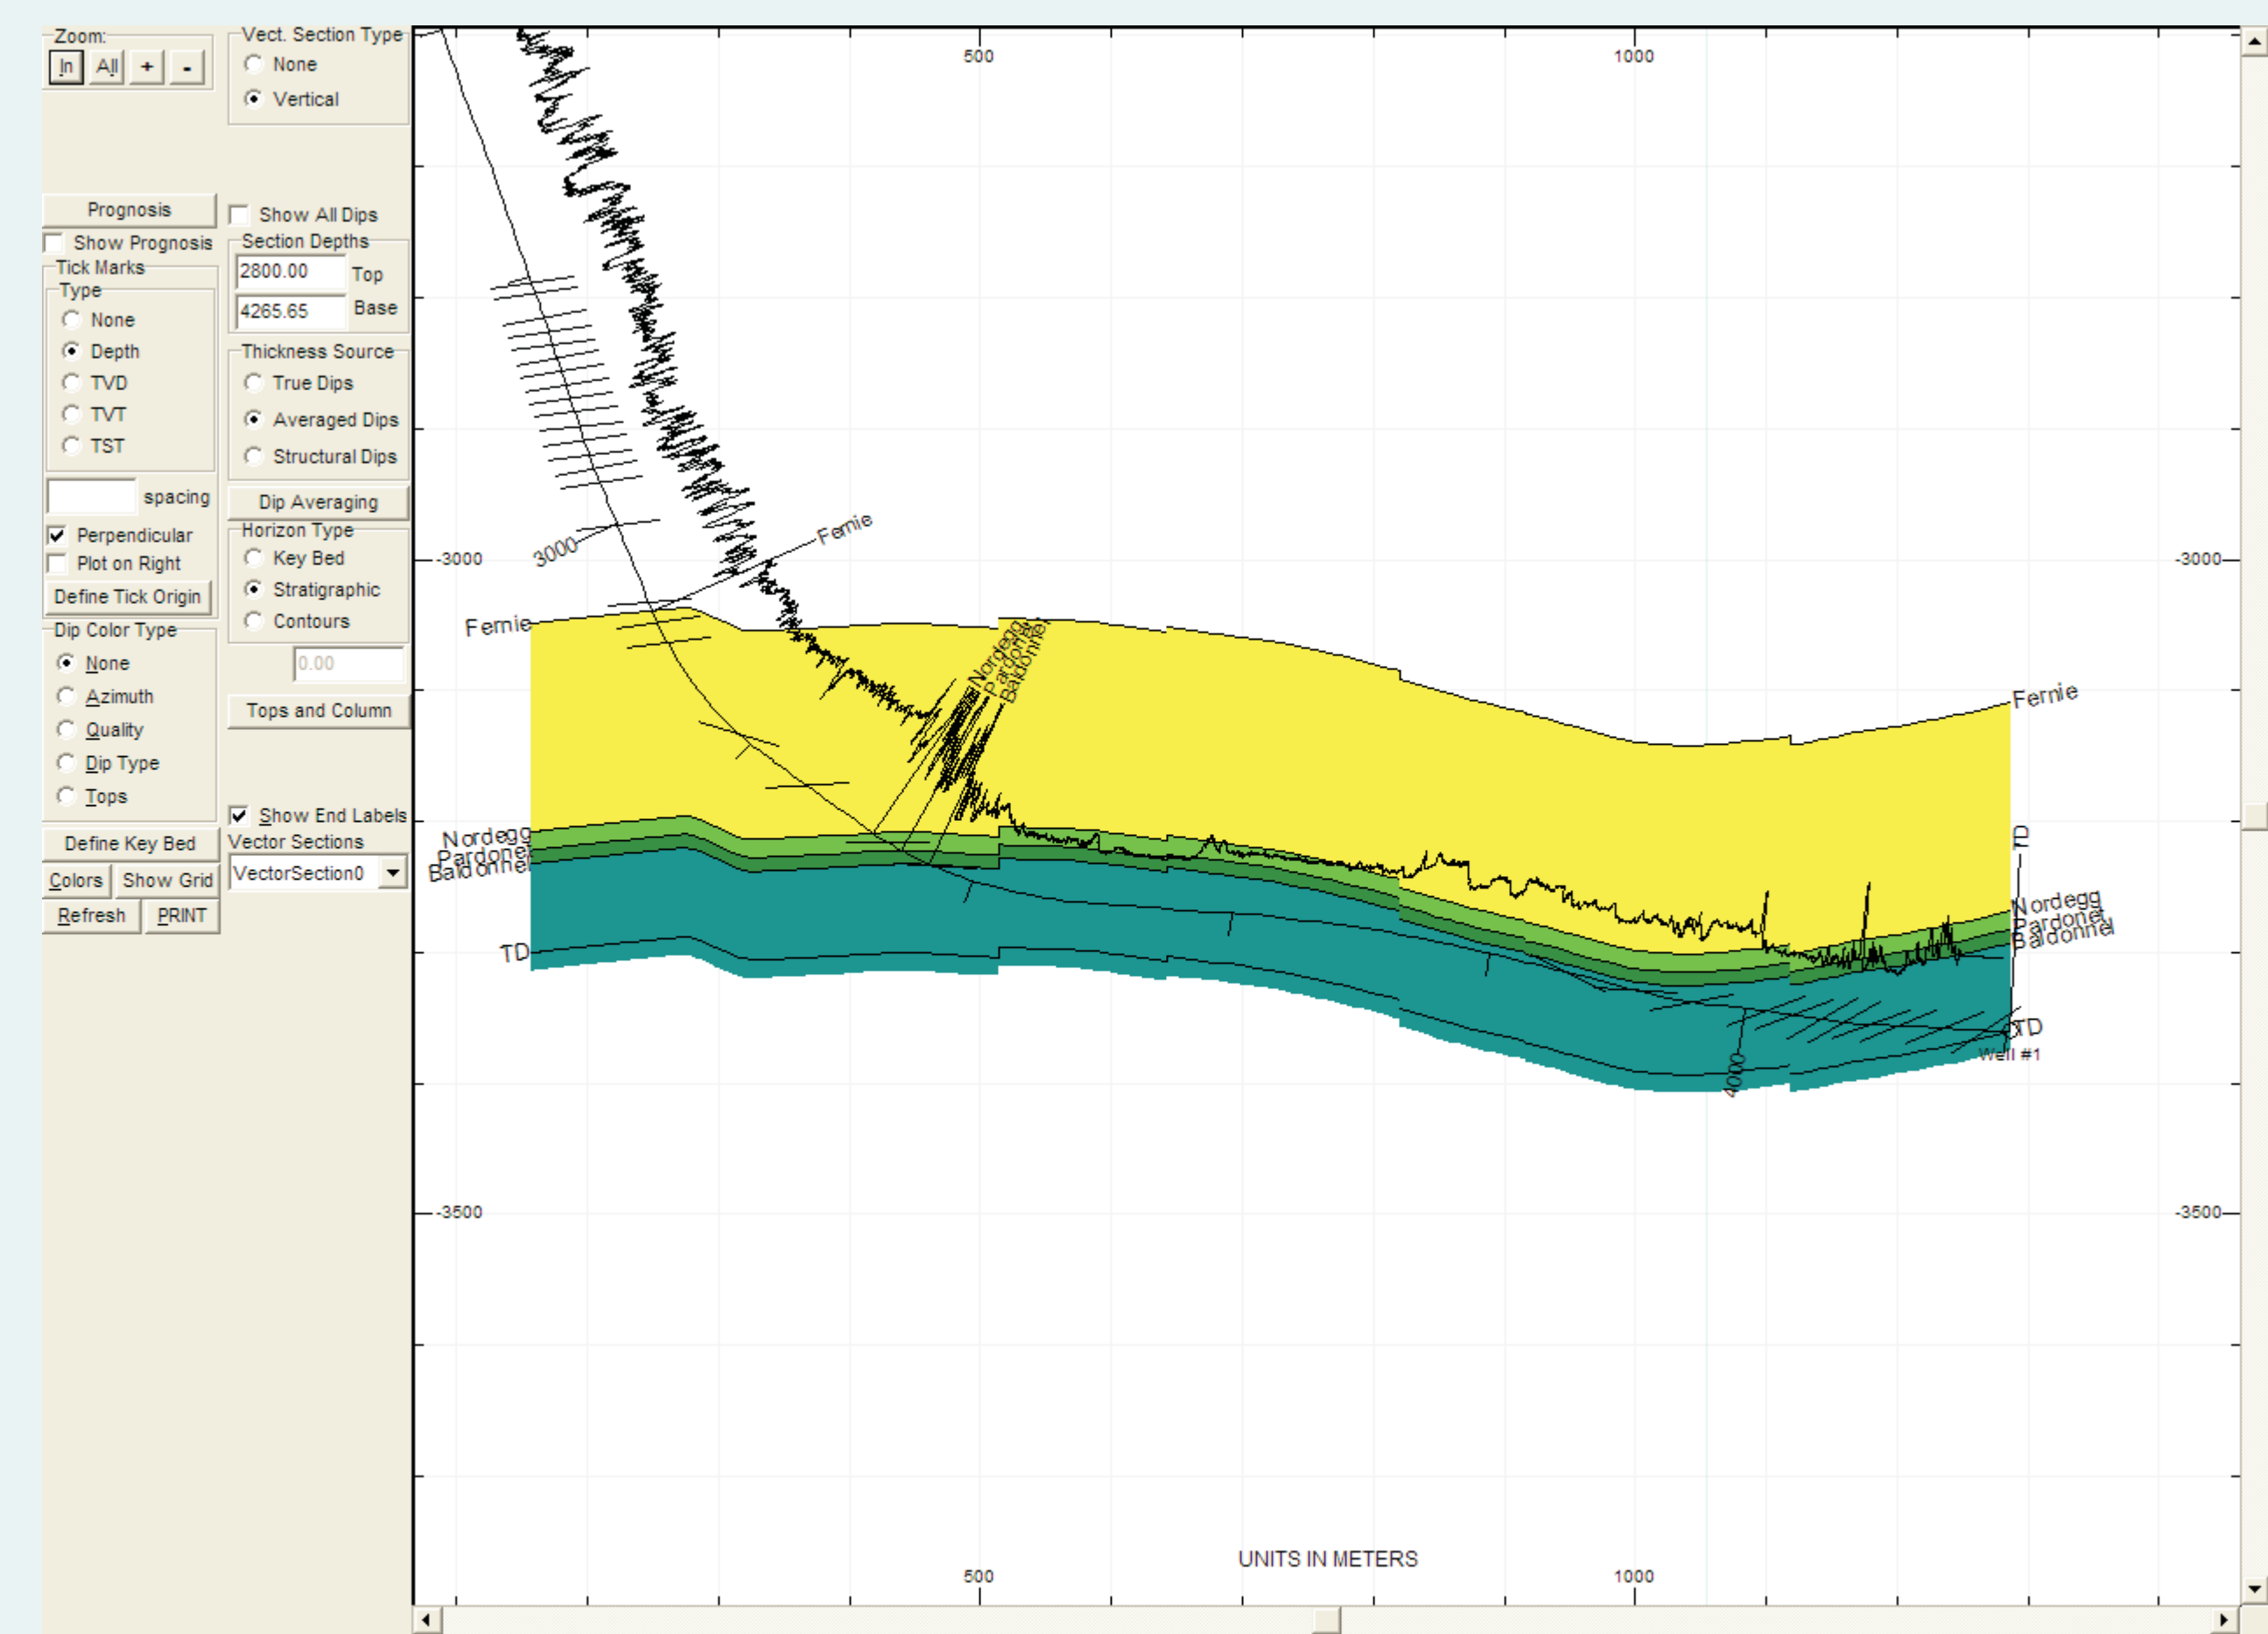 Zoom:
In All + -
Prognosis
Show Prognosis
Tick Marks
Type
None
Depth
TVD
TVT
TST
spacing
Perpendicular
Plot on Right
Define Tick Origin
Dip Color Type
None
Azimuth
Quality
Dip Type
Tops
Define Key Bed
Colors Show Grid
Refresh PRINT
Vect. Section Type
None
Vertical
Show All Dips
Section Depths
2800.00 Top
4265.65 Base
Thickness Source
True Dips
Averaged Dips
Structural Dips
Dip Averaging
Horizon Type
Key Bed
Stratigraphic
Contours
0.00
Tops and Column
Show End Labels
Vector Sections
VectorSection0
500 1000
3000
Fernie
-3000 -3000
Fernie
Nordegg
Pardonel
Baldonnel
Fernie
Nordegg
Pardonel
Baldonnel
TD
TD
Nordegg
Pardonel
Baldonnel
TD
Well #1
4000
-3500 -3500
UNITS IN METERS
500 1000